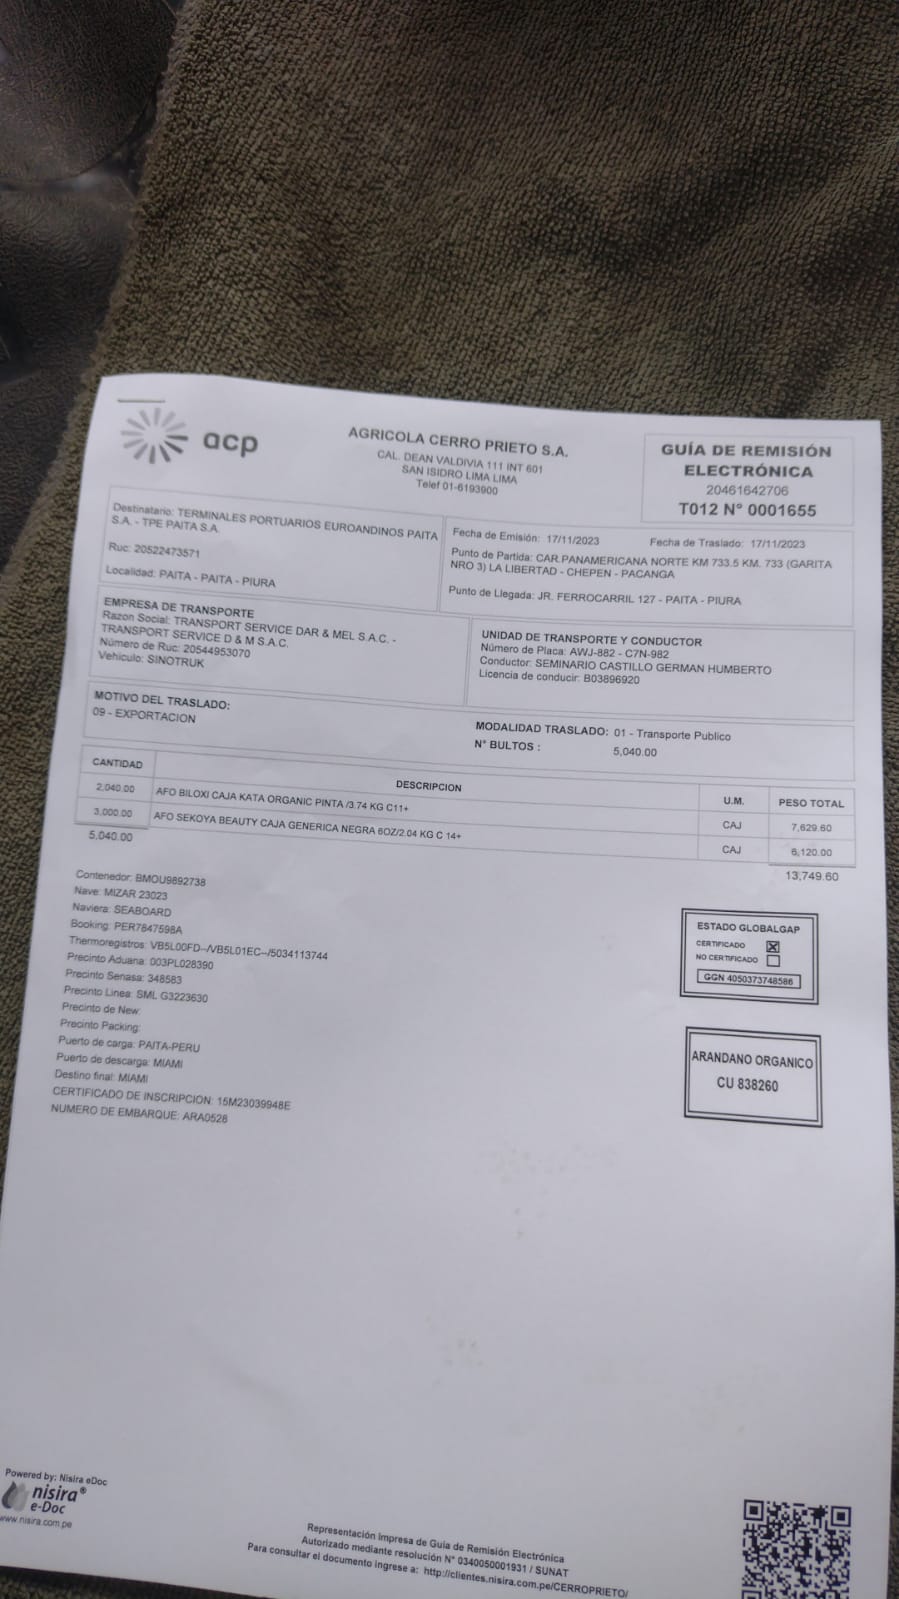 acp
AGRICOLA CERRO PRIETO S.A.
CAL. DEAN VALDIVIA 111 INT 601
SAN ISIDRO LIMA LIMA
Telef 01-6193900
GUÍA DE REMISIÓN
ELECTRÓNICA
20461642706
T012 N° 0001655
Destinatario: TERMINALES PORTUARIOS EUROANDINOS PAITA
S.A. - TPE PAITA S.A.
Ruc: 20522473571
Localidad: PAITA - PAITA - PIURA
Fecha de Emisión: 17/11/2023 Fecha de Traslado: 17/11/2023
Punto de Partida: CAR.PANAMERICANA NORTE KM 733.5 KM. 733 (GARITA
NRO 3) LA LIBERTAD - CHEPEN - PACANGA
Punto de Llegada: JR. FERROCARRIL 127 - PAITA - PIURA
EMPRESA DE TRANSPORTE
Razon Social: TRANSPORT SERVICE DAR & MEL S.A.C. -
TRANSPORT SERVICE D & M S.A.C.
Número de Ruc: 20544953070
Vehiculo: SINOTRUK
UNIDAD DE TRANSPORTE Y CONDUCTOR
Número de Placa: AWJ-882 - C7N-982
Conductor: SEMINARIO CASTILLO GERMAN HUMBERTO
Licencia de conducir: B03896920
MOTIVO DEL TRASLADO:
09 - EXPORTACION
MODALIDAD TRASLADO: 01 - Transporte Publico
N° BULTOS : 5,040.00
CANTIDAD DESCRIPCION U.M. PESO TOTAL
2,040.00 AFO BILOXI CAJA KATA ORGANIC PINTA /3.74 KG C11+ CAJ 7,629.60
3,000.00 AFO SEKOYA BEAUTY CAJA GENERICA NEGRA 6OZ/2.04 KG C 14+ CAJ 6,120.00
5,040.00 13,749.60
Contenedor: BMOU9892738
Nave: MIZAR 23023
Naviera: SEABOARD
Booking: PER7847598A
Thermoregistros: VB5L00FD--/VB5L01EC--/5034113744
Precinto Aduana: 003PL028390
Precinto Senasa: 348583
Precinto Linea: SML G3223630
Precinto de New:
Precinto Packing:
Puerto de carga: PAITA-PERU
Puerto de descarga: MIAMI
Destino final: MIAMI
CERTIFICADO DE INSCRIPCION: 15M23039948E
NUMERO DE EMBARQUE: ARA0528
ESTADO GLOBALGAP
CERTIFICADO
NO CERTIFICADO
GGN 4050373748586
ARANDANO ORGANICO
CU 838260
Powered by: Nisira eDoc
nisira®
e-Doc
www.nisira.com.pe
Representación Impresa de Guia de Remisión Electrónica
Autorizado mediante resolución N° 0340050001931 / SUNAT
Para consultar el documento ingrese a: http://clientes.nisira.com.pe/CERROPRIETO/